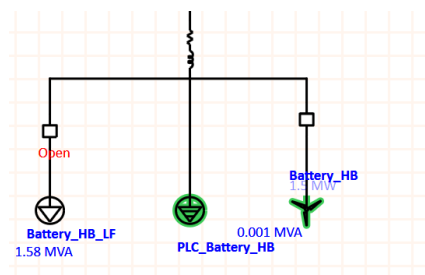 Open
Battery_HB
1.5 MW
Battery_HB_LF
0.001 MVA
1.58 MVA
PLC_Battery_HB